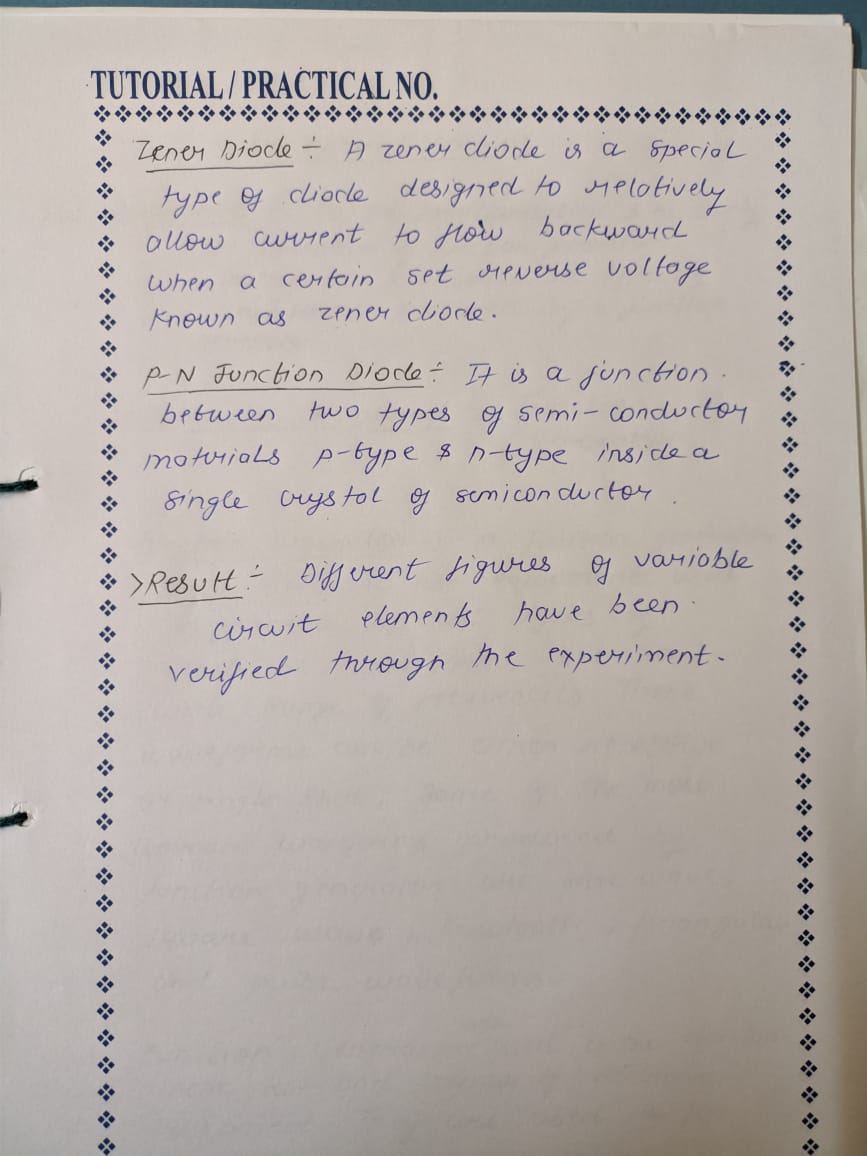 TUTORIAL / PRACTICAL NO.
Zener Diode ÷ A zener diode is a special
type of diode designed to relatively
allow current to flow backward
when a certain set reverse voltage
known as zener diode.
P-N Junction Diode ÷ It is a junction
between two types of semi-conductor
materials p-type & n-type inside a
single crystal of semiconductor.
>Result ÷ Different figures of variable
circuit elements have been
verified through the experiment.